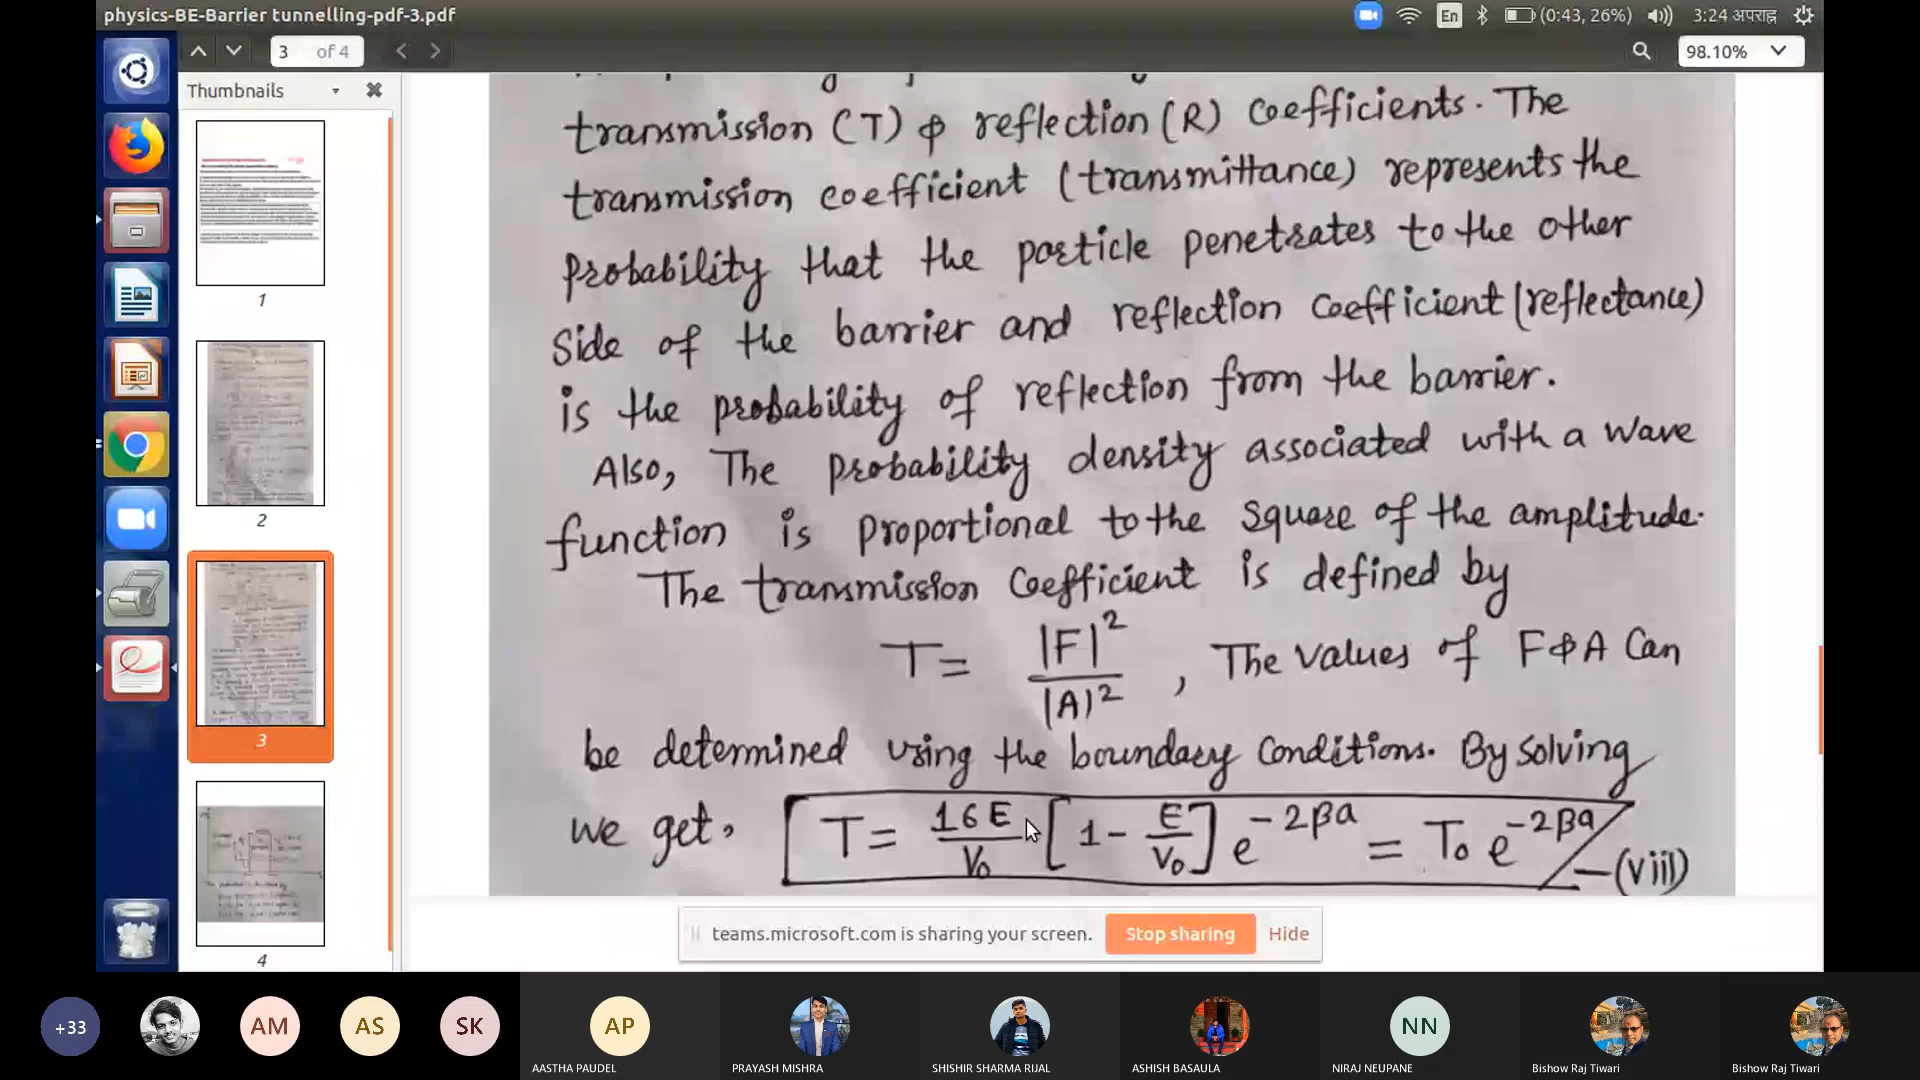 physics-BE-Barrier tunnelling-pdf-3.pdf
En
(0:43, 26%)
3:24 अपराह्न
3 of 4
98.10%
Thumbnails
1
2
3
4
transmission (T) & reflection (R) Coefficients. The
transmission coefficient (transmittance) represents the
probability that the particle penetrates to the other
Side of the barrier and reflection Coefficient (reflectance)
is the probability of reflection from the barrier.
Also, The probability density associated with a wave
function is proportional to the square of the amplitude.
The transmission Coefficient is defined by
T = |F|² / |A|² , The values of F & A Can
be determined using the boundary Conditions. By solving
we get, T = 16E/V₀ [1 - E/V₀] e^-2βa = T₀ e^-2βa —(viii)
teams.microsoft.com is sharing your screen.
Stop sharing
Hide
+33
AM
AS
SK
AP
NN
AASTHA PAUDEL
PRAYASH MISHRA
SHISHIR SHARMA RIJAL
ASHISH BASAULA
NIRAJ NEUPANE
Bishow Raj Tiwari
Bishow Raj Tiwari